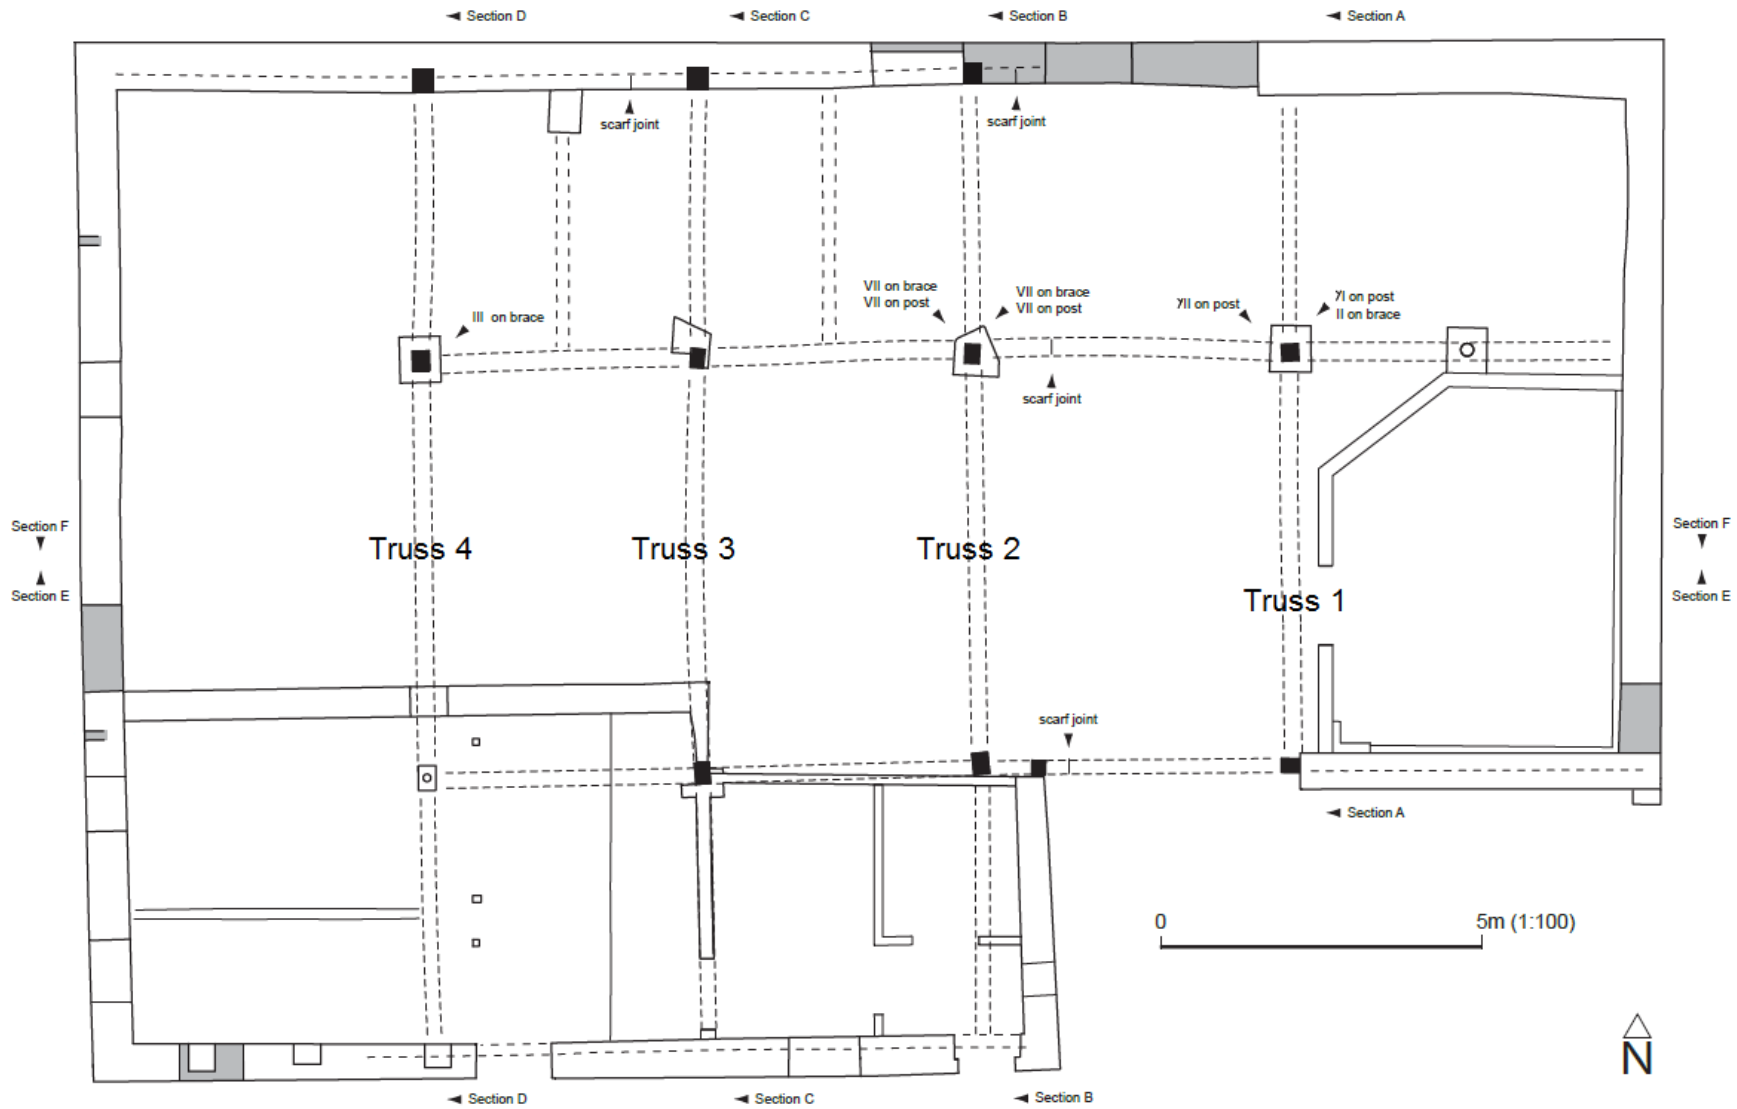 Section D
Section C
Section B
Section A
scarf joint
scarf joint
VII on brace
VII on post
VII on brace
VII on post
YII on post
YI on post
II on brace
III on brace
scarf joint
Section F
Section E
Truss 4
Truss 3
Truss 2
Truss 1
Section F
Section E
scarf joint
Section A
0
5m (1:100)
N
Section D
Section C
Section B